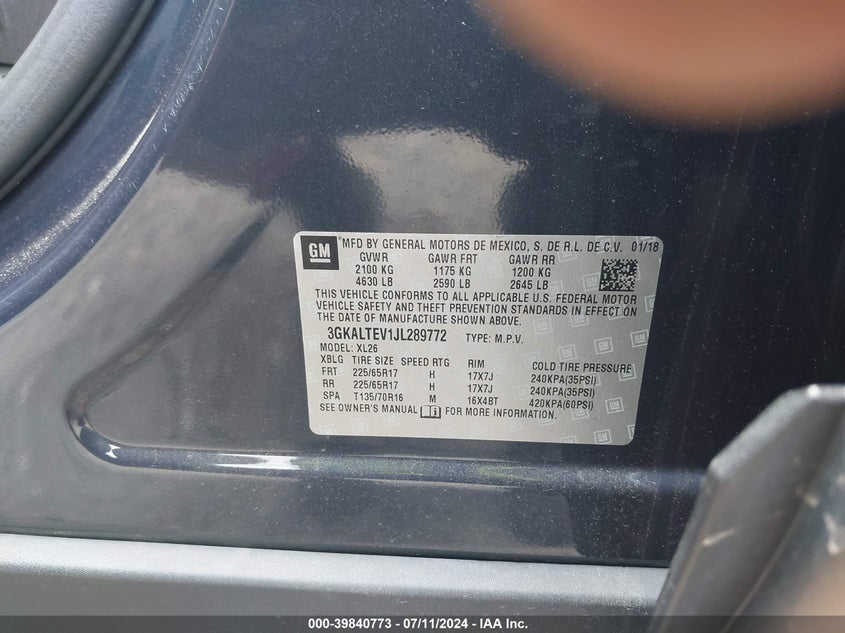 GM
MFD BY GENERAL MOTORS DE MEXICO, S. DE R.L. DE C.V. 01/18
GVWR GAWR FRT GAWR RR
2100 KG 1175 KG 1200 KG
4630 LB 2590 LB 2645 LB
THIS VEHICLE CONFORMS TO ALL APPLICABLE U.S. FEDERAL MOTOR
VEHICLE SAFETY AND THEFT PREVENTION STANDARDS IN EFFECT ON
THE DATE OF MANUFACTURE SHOWN ABOVE.
3GKALTEV1JL289772 TYPE: M.P.V.
MODEL: XL26
XBLG TIRE SIZE SPEED RTG RIM COLD TIRE PRESSURE
FRT 225/65R17 H 17X7J 240KPA(35PSI)
RR 225/65R17 H 17X7J 240KPA(35PSI)
SPA T135/70R16 M 16X4BT 420KPA(60PSI)
SEE OWNER'S MANUAL FOR MORE INFORMATION.
000-39840773 - 07/11/2024 - IAA Inc.